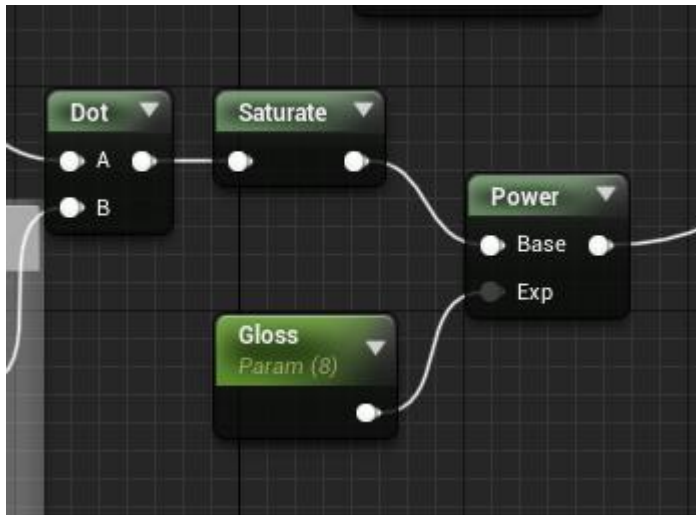 Dot
A
B
Saturate
Power
Base
Exp
Gloss
Param (8)